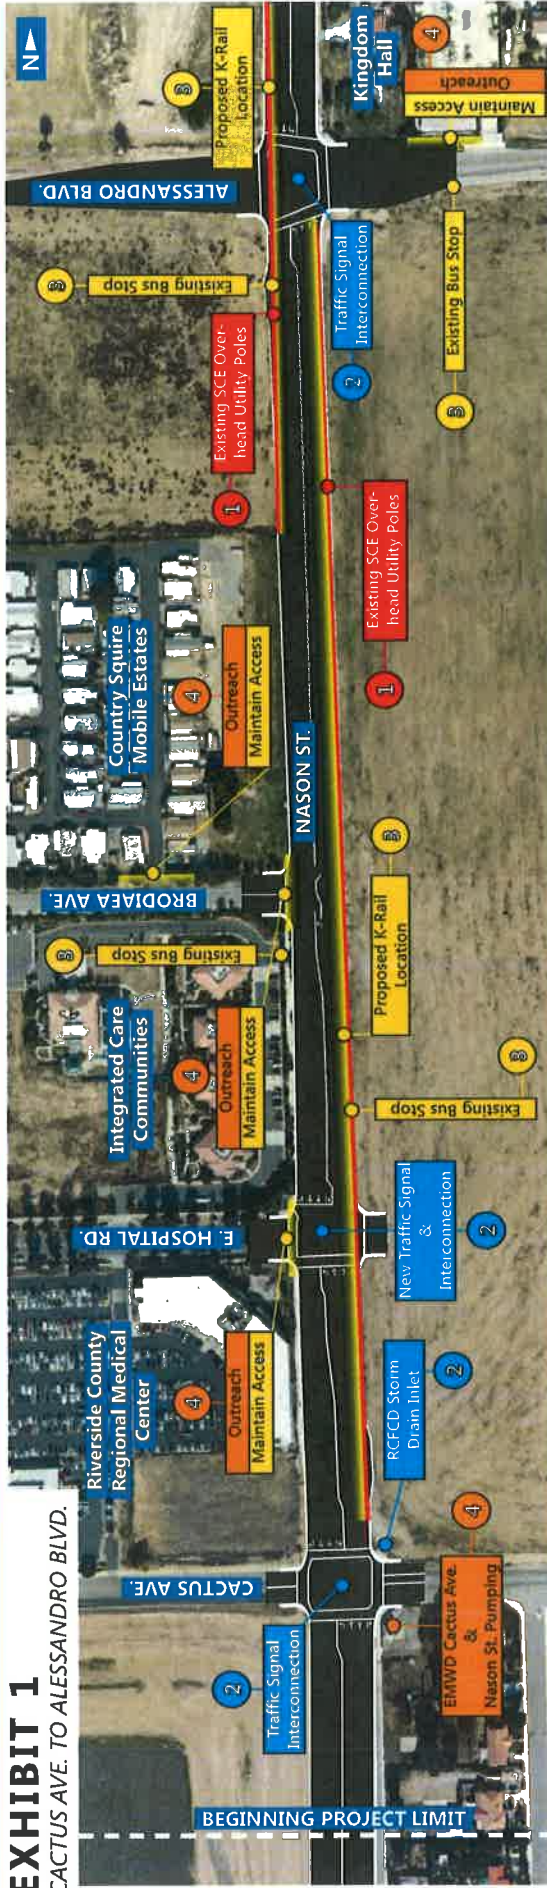 EXHIBIT 1
CACTUS AVE. TO ALESSANDRO BLVD.
BEGINNING PROJECT LIMIT
2
Traffic Signal
Interconnection
CACTUS AVE.
4
EMWD Cactus Ave.
&
Nason St. Pumping
2
RCFCD Storm
Drain Inlet
Riverside County
Regional Medical
Center
4
Outreach
Maintain Access
E. HOSPITAL RD.
New Traffic Signal
&
Interconnection
2
Integrated Care
Communities
4
Outreach
Maintain Access
3
Existing Bus Stop
Existing Bus Stop
3
Proposed K-Rail
Location
3
BRODIAEA AVE.
NASON ST.
Country Squire
Mobile Estates
4
Outreach
Maintain Access
1
Existing SCE Over-
head Utility Poles
1
Existing SCE Over-
head Utility Poles
3
Existing Bus Stop
2
Traffic Signal
Interconnection
ALESSANDRO BLVD.
3
Existing Bus Stop
3
Proposed K-Rail
Location
Kingdom
Hall
4
Outreach
Maintain Access
N